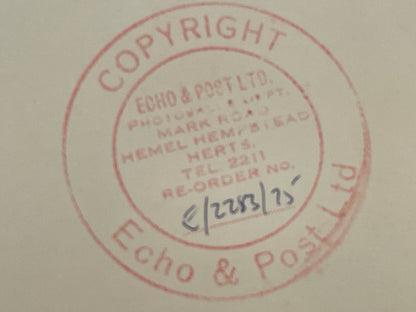 COPYRIGHT
ECHO & POST LTD.
PHOTOGRAPHIC DEPT.
MARK ROAD
HEMEL HEMPSTEAD
HERTS.
TEL. 2211
RE-ORDER NO.
E/2283/75
Echo & Post Ltd